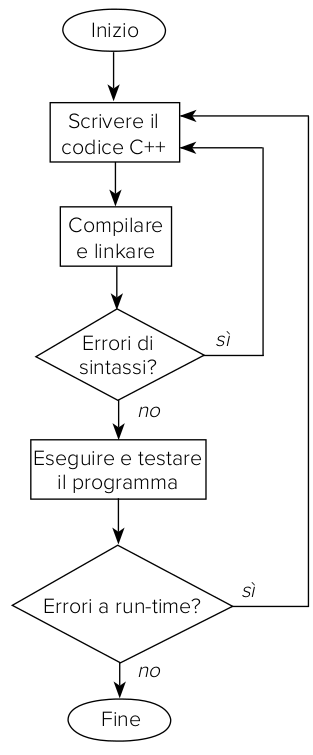 Inizio
Scrivere il
codice C++
Compilare
e linkare
Errori di
sintassi?
sì
no
Eseguire e testare
il programma
Errori a run-time?
sì
no
Fine